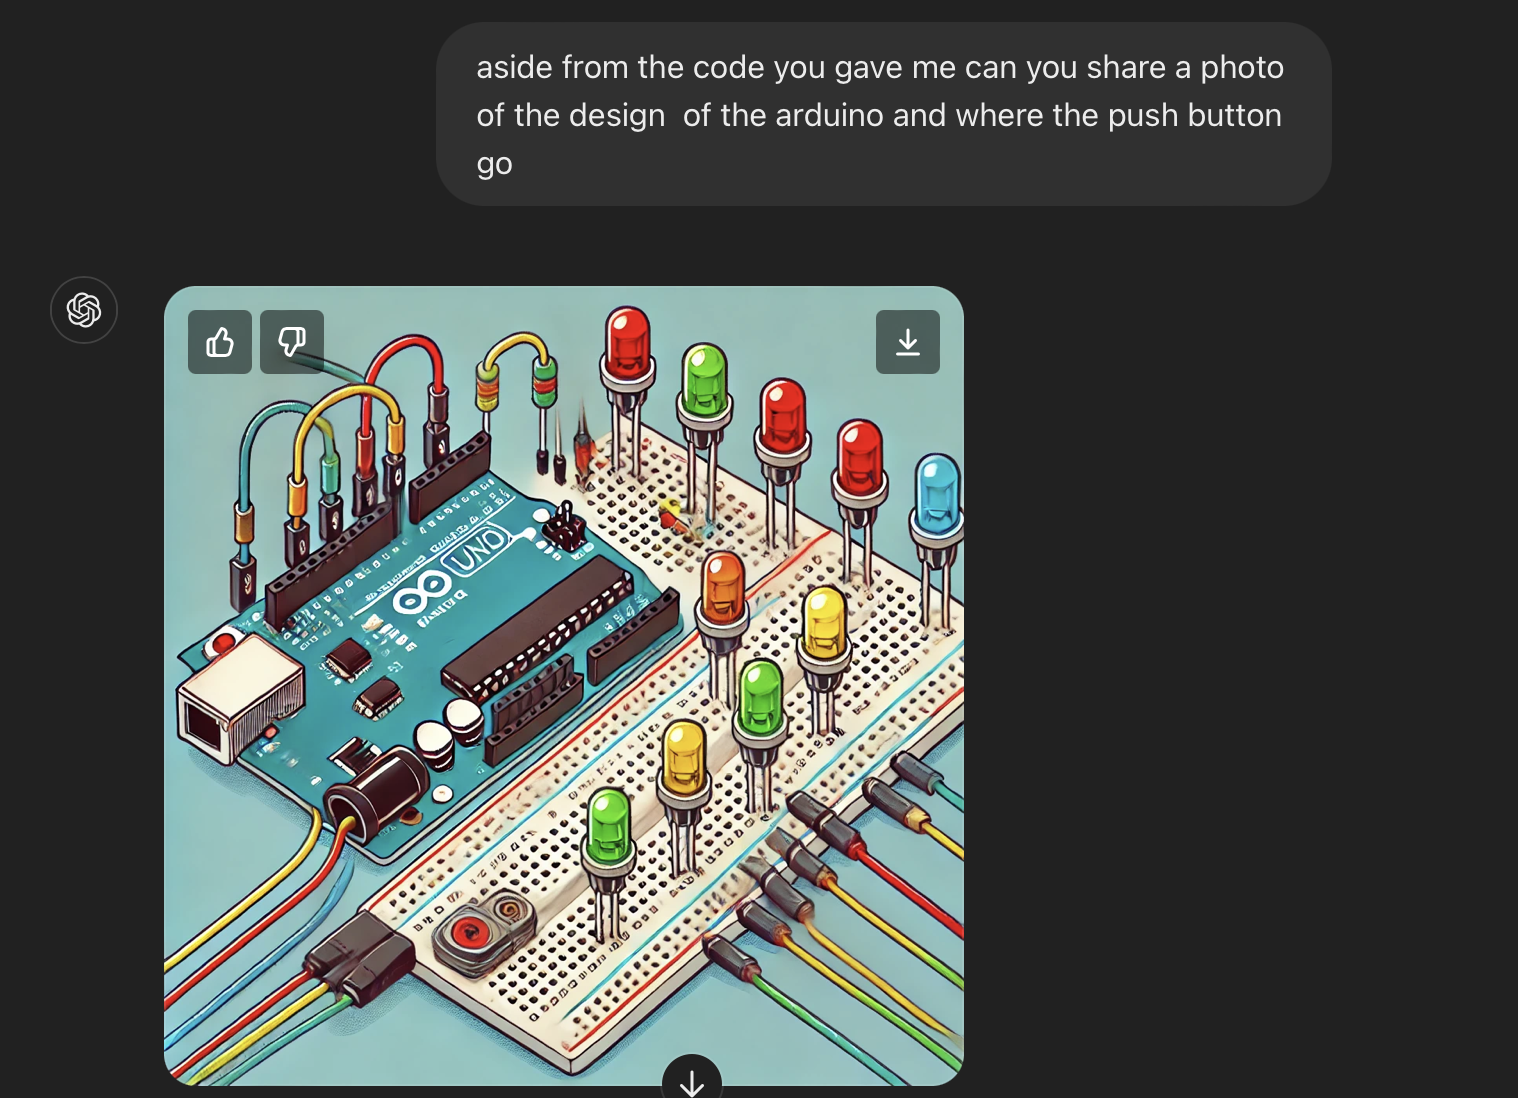 aside from the code you gave me can you share a photo
of the design  of the arduino and where the push button
go
UNO